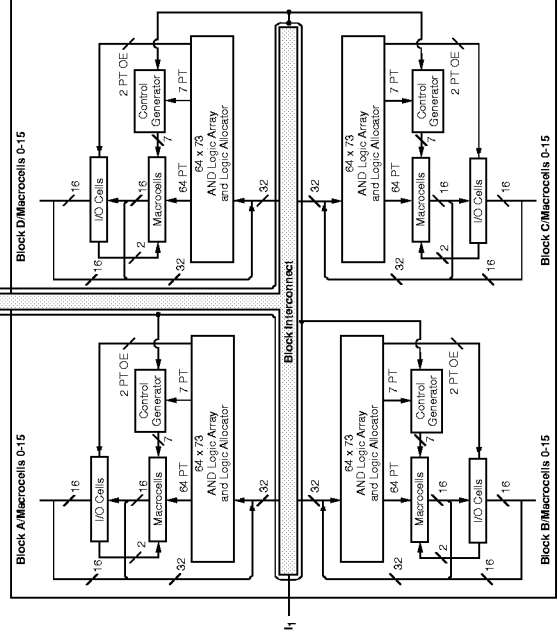 Block D/Macrocells 0-15
16
I/O Cells
16
2 PT OE
16
2
Macrocells
7
Control
Generator
7 PT
64 PT
32
64 x 73
AND Logic Array
and Logic Allocator
32
Block C/Macrocells 0-15
16
I/O Cells
16
2 PT OE
16
2
Macrocells
7
Control
Generator
7 PT
64 PT
32
64 x 73
AND Logic Array
and Logic Allocator
32
Block Interconnect
Block A/Macrocells 0-15
16
I/O Cells
16
2 PT OE
16
2
Macrocells
7
Control
Generator
7 PT
64 PT
32
64 x 73
AND Logic Array
and Logic Allocator
32
Block B/Macrocells 0-15
16
I/O Cells
16
2 PT OE
16
2
Macrocells
7
Control
Generator
7 PT
64 PT
32
64 x 73
AND Logic Array
and Logic Allocator
32
I1